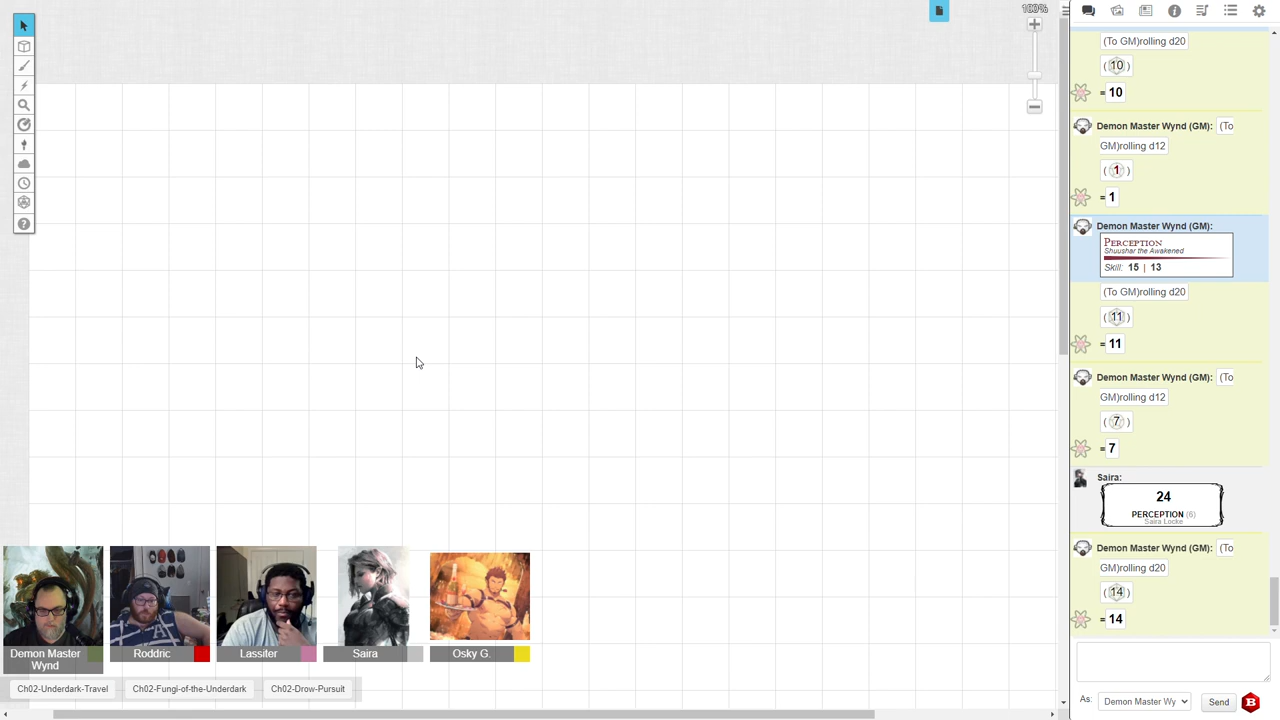 100%
(To GM)rolling d20
(10)
=10
Demon Master Wynd (GM): (To
GM)rolling d12
(1)
=1
Demon Master Wynd (GM):
PERCEPTION
Shuushar the Awakened
Skill: 15 | 13
(To GM)rolling d20
(11)
=11
Demon Master Wynd (GM): (To
GM)rolling d12
(7)
=7
Saira:
24
PERCEPTION (6)
Saira Locke
Demon Master Wynd (GM): (To
GM)rolling d20
(14)
=14
Demon Master
Wynd
Roddric
Lassiter
Saira
Osky G.
Ch02-Underdark-Travel
Ch02-Fungi-of-the-Underdark
Ch02-Drow-Pursuit
As:
Demon Master Wy
Send
B